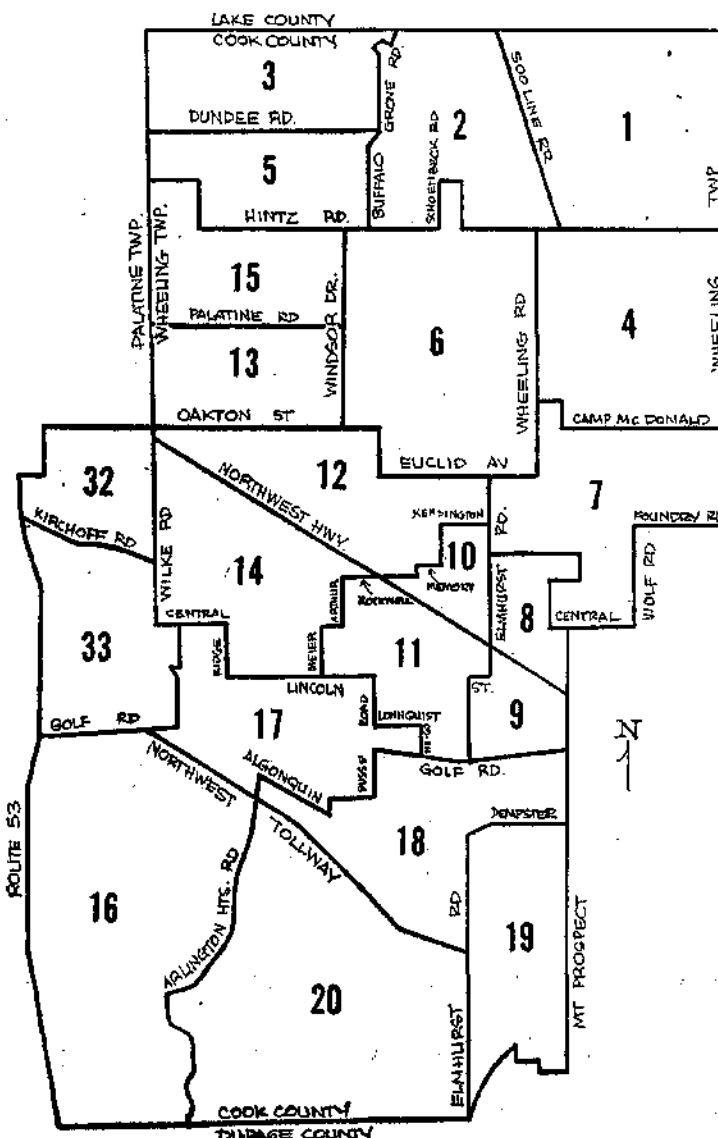 LAKE COUNTY
COOK COUNTY
3
GROVE RD.
2
SOO LINE RR
1
DUNDEE RD.
5
BUFFALO
SCHOENBECK RD
TWP.
HINTZ RD.
PALATINE TWP.
WHEELING TWP.
15
WINDSOR DR.
6
WHEELING RD
4
WHEELING
PALATINE RD
13
OAKTON ST
CAMP McDONALD
32
12
EUCLID AV
7
KIRCHOFF RD
WILKE RD
NORTHWEST HWY
KENSINGTON
RD.
FOUNDRY RD
14
10
MEMORY
ROCKWELL
ARTHUR
ELMHURST
8
WOLF RD
CENTRAL
CENTRAL
33
RIDGE
MEIER
11
LINCOLN
ST.
17
ROAD
LONNQUIST
9
GOLF RD
NORTHWEST
ALGONQUIN
BUSSE
GOLF RD.
N
TOLLWAY
DEMPSTER
18
ROUTE 53
16
ARLINGTON HTS. RD
RD
19
MT PROSPECT
20
ELMHURST
COOK COUNTY
DUPAGE COUNTY